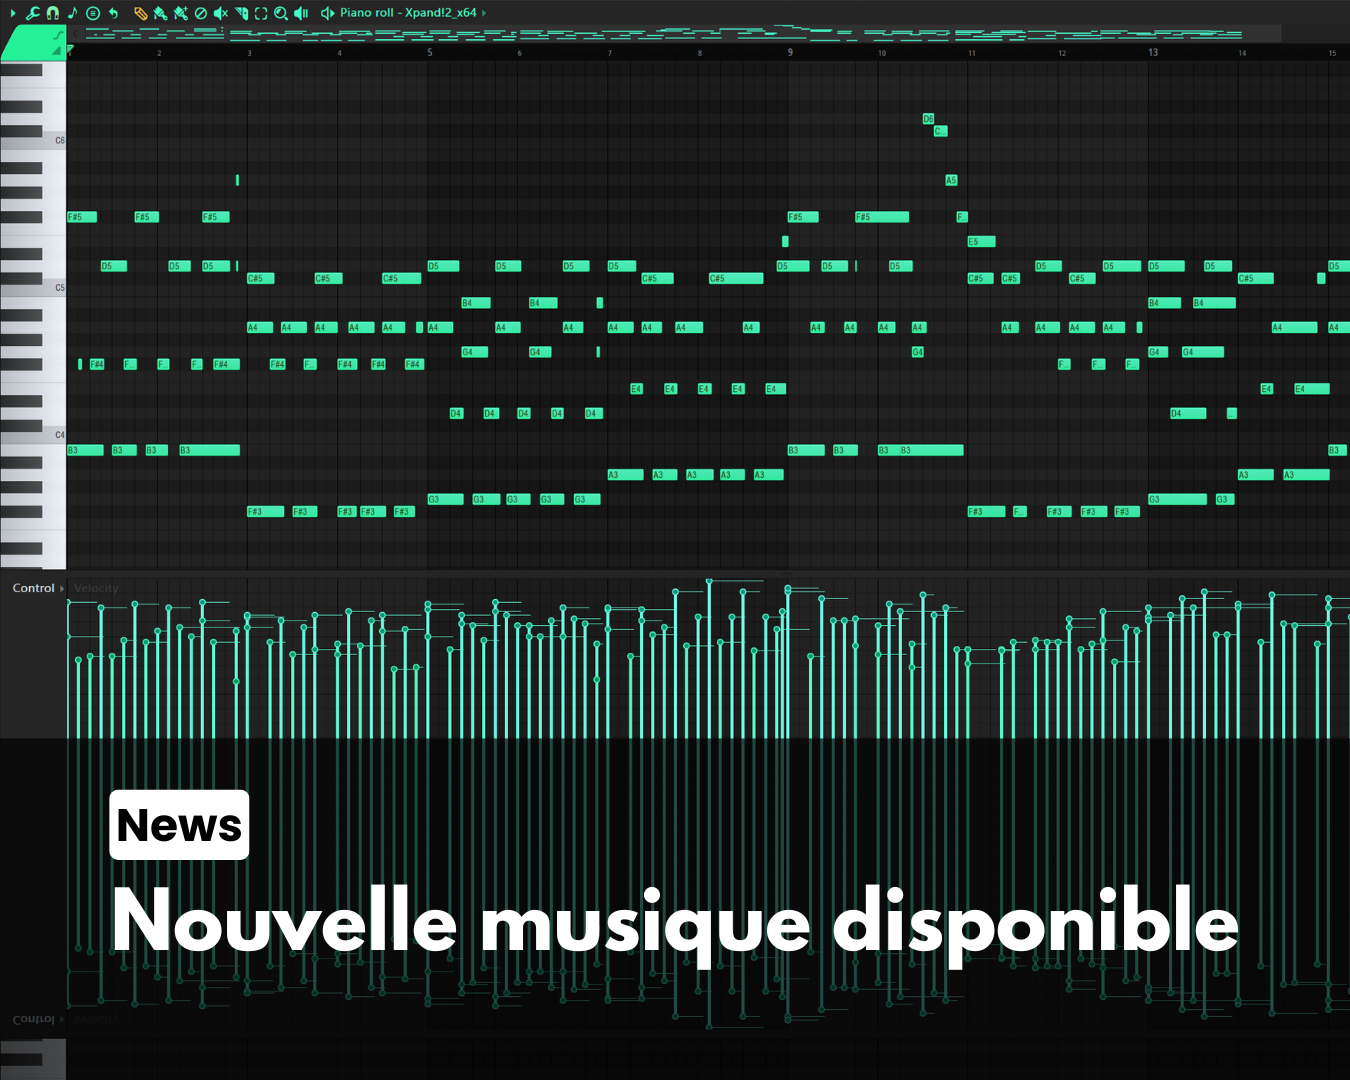 Piano roll - Xpand!2_x64
1 2 3 4 5 6 7 8 9 10 11 12 13 14 15
C6
D6
C..
A5
F#5 F#5 F#5 F#5 F#5 F..
E5
D5 D5 D5 D5 D5 D5 D5 D5 D5 D5 D5 D5 D5 D5 D5
C5
C#5 C#5 C#5 C#5 C#5 C#5 C#5 C#5 C#5
B4 B4 B4 B4
A4 A4 A4 A4 A4 A4 A4 A4 A4 A4 A4 A4 A4 A4 A4 A4 A4 A4 A4 A4 A4 A4
G4 G4 G4 G4 G4
F#4 F.. F.. F.. F#4 F#4 F.. F#4 F#4 F#4 F.. F.. F..
E4 E4 E4 E4 E4 E4 E4
D4 D4 D4 D4 D4 D4
C4
B3 B3 B3 B3 B3 B3 B3 B3 B3
A3 A3 A3 A3 A3 A3 A3
G3 G3 G3 G3 G3 G3 G3
F#3 F#3 F#3 F#3 F#3 F#3 F.. F#3 F#3 F#3
Control
Velocity
News
Nouvelle musique disponible